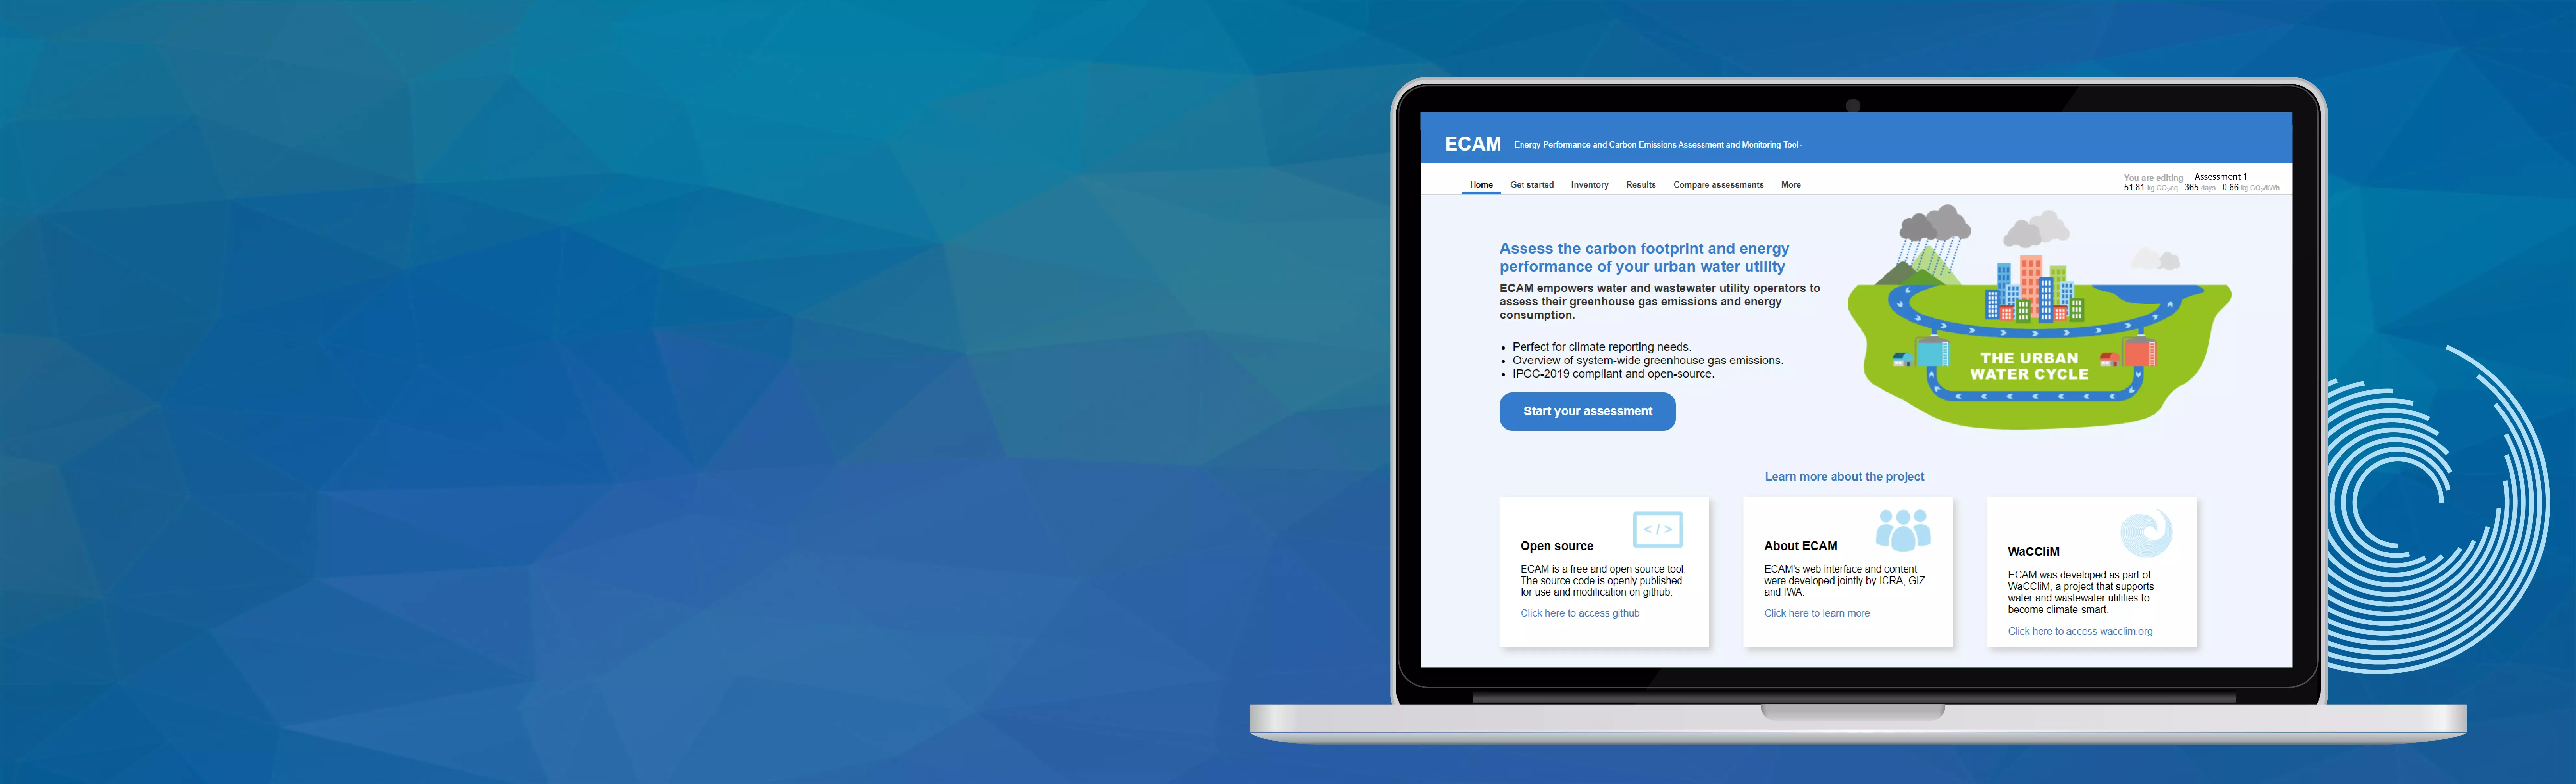 ECAM Energy Performance and Carbon Emissions Assessment and Monitoring Tool
Home Get started Inventory Results Compare assessments More
You are editing Assessment 1
51.81 kg CO2eq 365 days 0.66 kg CO2/kWh
Assess the carbon footprint and energy
performance of your urban water utility
ECAM empowers water and wastewater utility operators to
assess their greenhouse gas emissions and energy
consumption.
• Perfect for climate reporting needs.
• Overview of system-wide greenhouse gas emissions.
• IPCC-2019 compliant and open-source.
Start your assessment
THE URBAN
WATER CYCLE
Learn more about the project
</>
Open source
ECAM is a free and open source tool.
The source code is openly published
for use and modification on github.
Click here to access github
About ECAM
ECAM's web interface and content
were developed jointly by ICRA, GIZ
and IWA.
Click here to learn more
WaCCliM
ECAM was developed as part of
WaCCliM, a project that supports
water and wastewater utilities to
become climate-smart.
Click here to access wacclim.org